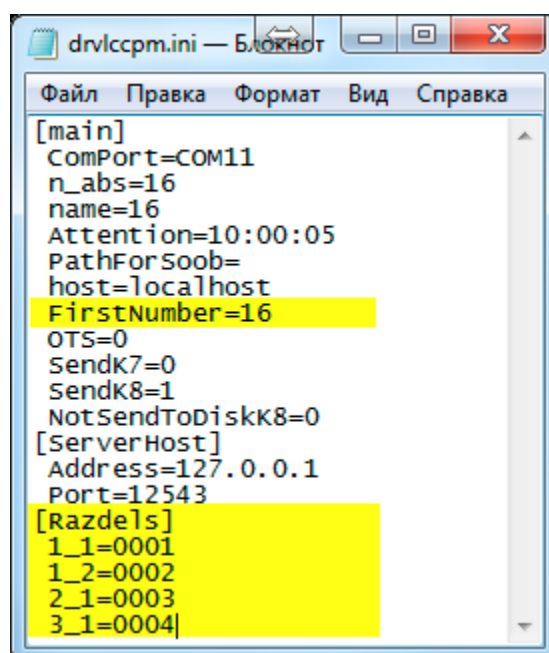 drvlccpm.ini — Блокнот
Файл Правка Формат Вид Справка
[main]
ComPort=COM11
n_abs=16
name=16
Attention=10:00:05
PathForSoob=
host=localhost
FirstNumber=16
OTS=0
SendK7=0
SendK8=1
NotSendToDiskK8=0
[ServerHost]
Address=127.0.0.1
Port=12543
[Razdels]
1_1=0001
1_2=0002
2_1=0003
3_1=0004